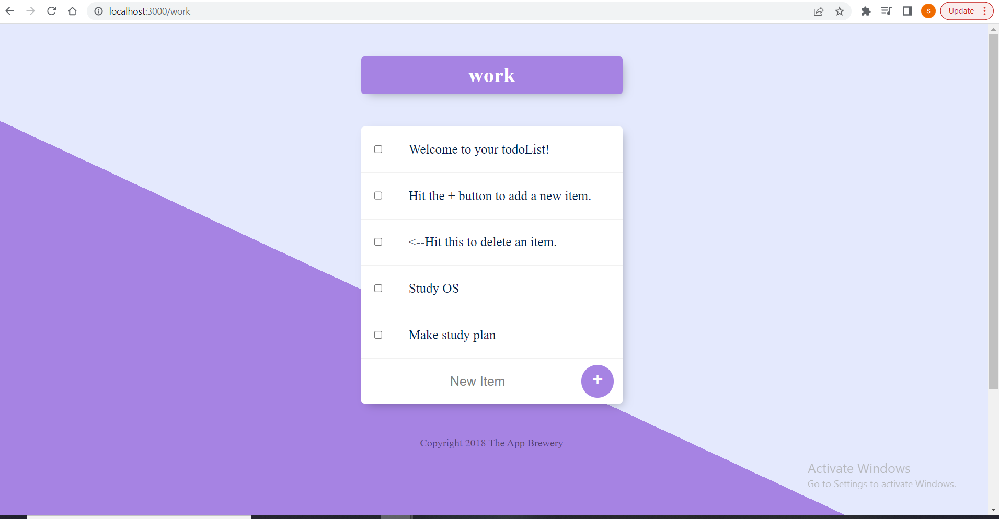 localhost:3000/work
S
Update
work
Welcome to your todoList!
Hit the + button to add a new item.
<--Hit this to delete an item.
Study OS
Make study plan
New Item
+
Copyright 2018 The App Brewery
Activate Windows
Go to Settings to activate Windows.